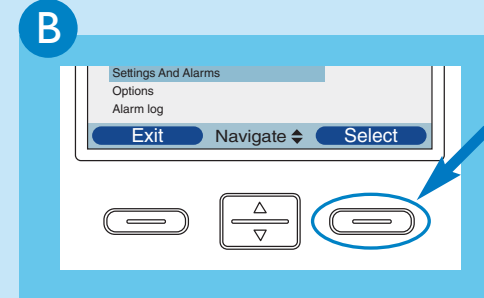 B
Settings And Alarms
Options
Alarm log
Exit Navigate Select